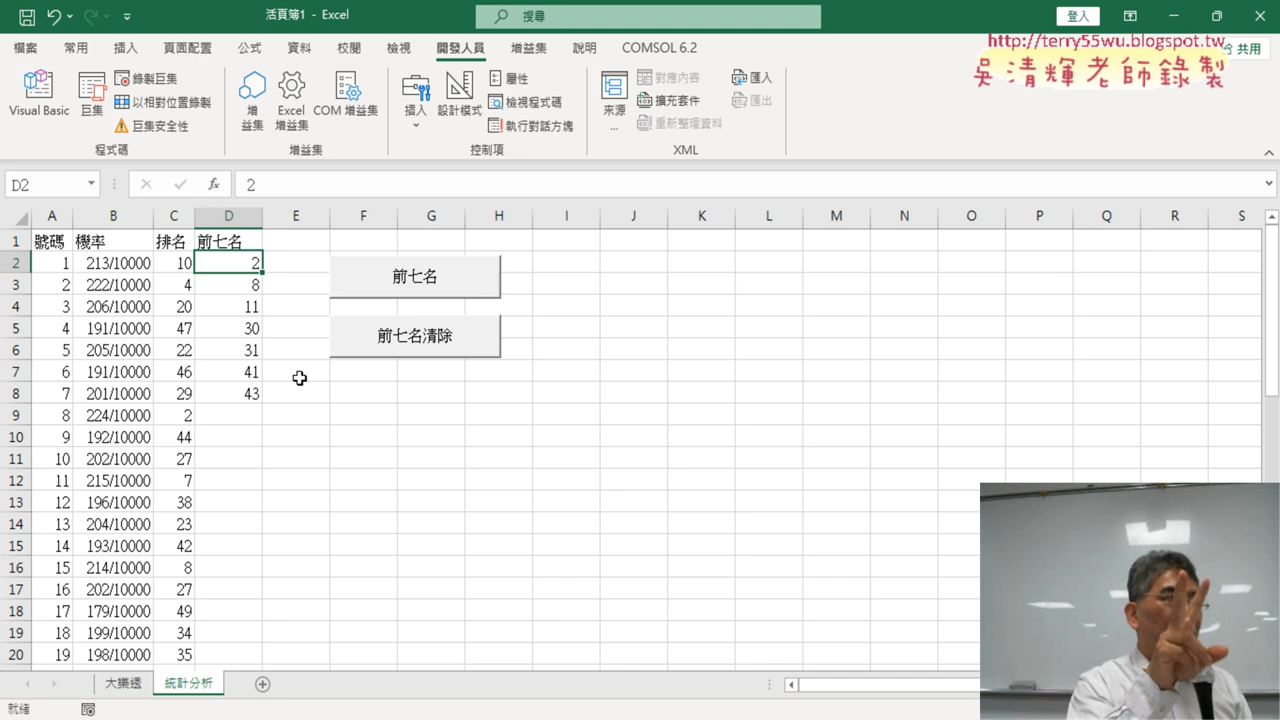 活頁簿1 - Excel
搜尋
登入
檔案 常用 插入 頁面配置 公式 資料 校閱 檢視 開發人員 增益集 說明 COMSOL 6.2
共用
http://terry55wu.blogspot.tw
吳清輝老師錄製
Visual Basic
巨集
錄製巨集
以相對位置錄製
巨集安全性
程式碼
增益集
Excel 增益集
COM 增益集
增益集
插入
設計模式
屬性
檢視程式碼
執行對話方塊
控制項
來源
...
對應內容
擴充套件
重新整理資料
匯入
匯出
XML
D2
fx
2
A B C D E F G H I J K L M N O P Q R S
1 號碼 機率 排名 前七名
2 1 213/10000 10 2
3 2 222/10000 4 8
4 3 206/10000 20 11
5 4 191/10000 47 30
6 5 205/10000 22 31
7 6 191/10000 46 41
8 7 201/10000 29 43
9 8 224/10000 2
10 9 192/10000 44
11 10 202/10000 27
12 11 215/10000 7
13 12 196/10000 38
14 13 204/10000 23
15 14 193/10000 42
16 15 214/10000 8
17 16 202/10000 27
18 17 179/10000 49
19 18 199/10000 34
20 19 198/10000 35
前七名
前七名清除
大樂透
統計分析
就緒